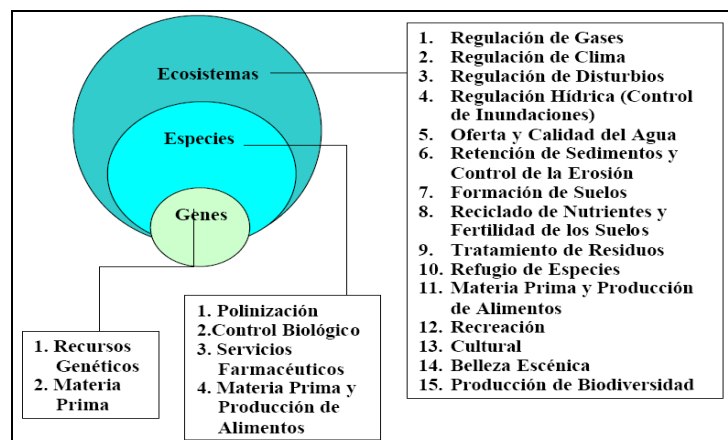 Ecosistemas
Especies
Genes
1. Regulación de Gases
2. Regulación de Clima
3. Regulación de Disturbios
4. Regulación Hídrica (Control
de Inundaciones)
5. Oferta y Calidad del Agua
6. Retención de Sedimentos y
Control de la Erosión
7. Formación de Suelos
8. Reciclado de Nutrientes y
Fertilidad de los Suelos
9. Tratamiento de Residuos
10. Refugio de Especies
11. Materia Prima y Producción
de Alimentos
12. Recreación
13. Cultural
14. Belleza Escénica
15. Producción de Biodiversidad
1. Polinización
2.Control Biológico
3. Servicios
Farmacéuticos
4. Materia Prima y
Producción de
Alimentos
1. Recursos
Genéticos
2. Materia
Prima